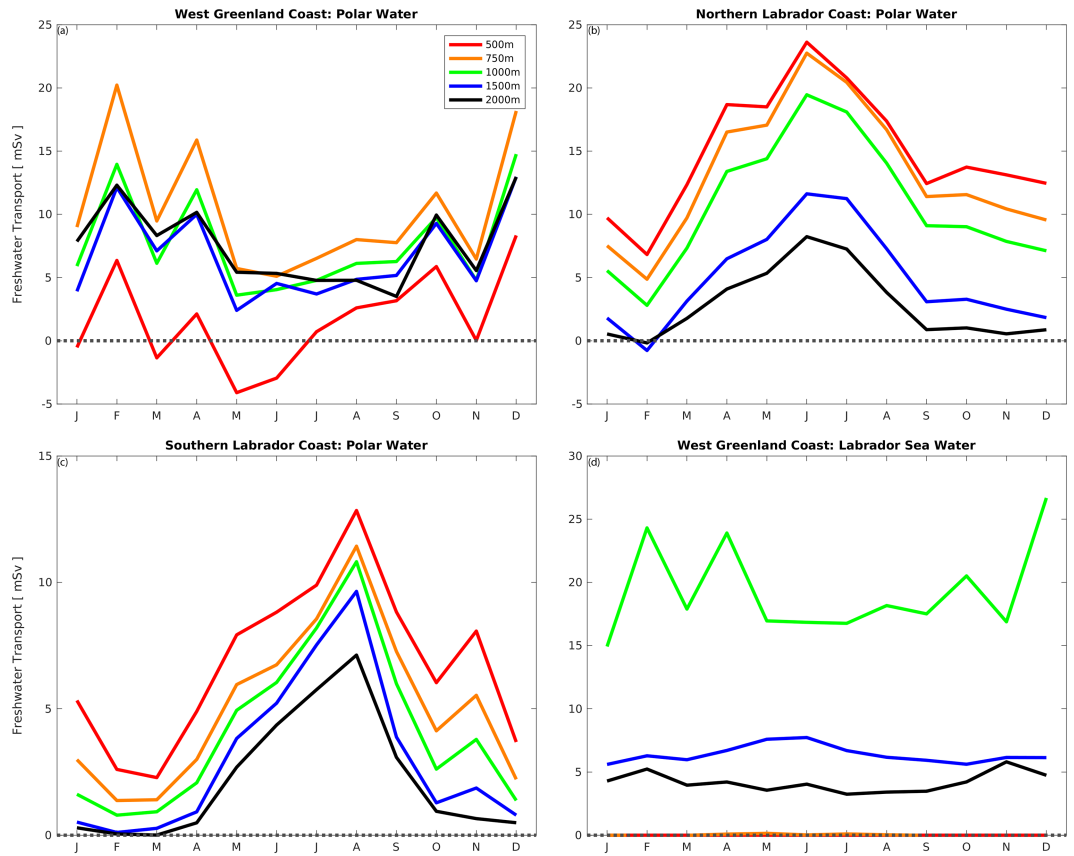 West Greenland Coast: Polar Water
(a)
25
20
15
10
5
0
-5
Freshwater Transport [ mSv ]
500m
750m
1000m
1500m
2000m
J F M A M J J A S O N D
Northern Labrador Coast: Polar Water
(b)
25
20
15
10
5
0
-5
J F M A M J J A S O N D
Southern Labrador Coast: Polar Water
(c)
15
10
5
0
Freshwater Transport [ mSv ]
J F M A M J J A S O N D
West Greenland Coast: Labrador Sea Water
(d)
30
25
20
15
10
5
0
J F M A M J J A S O N D